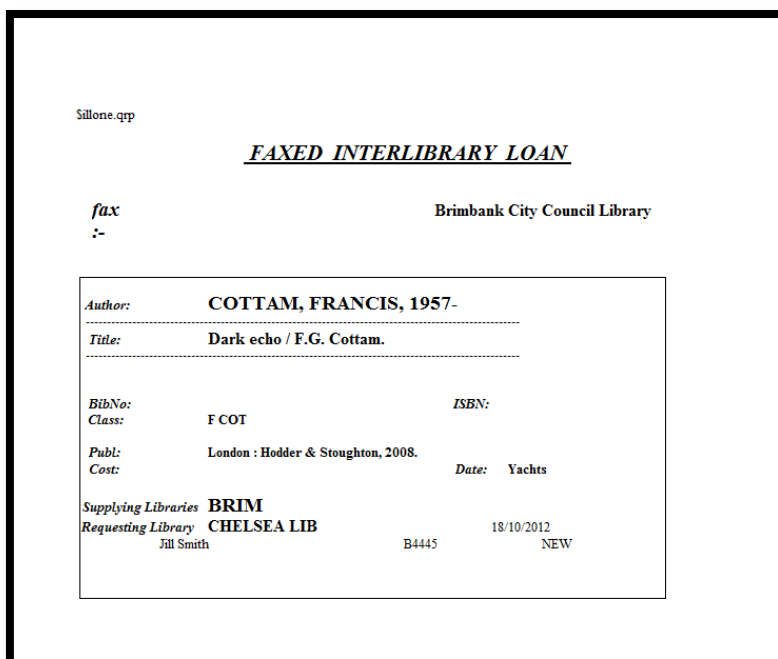 $illone.qrp
FAXED INTERLIBRARY LOAN
fax Brimbank City Council Library
:-
Author: COTTAM, FRANCIS, 1957-
--------------------------------------------------------------------------------
Title: Dark echo / F.G. Cottam.
--------------------------------------------------------------------------------
BibNo: ISBN:
Class: F COT
Publ: London : Hodder & Stoughton, 2008.
Cost: Date: Yachts
Supplying Libraries BRIM
Requesting Library CHELSEA LIB 18/10/2012
Jill Smith B4445 NEW